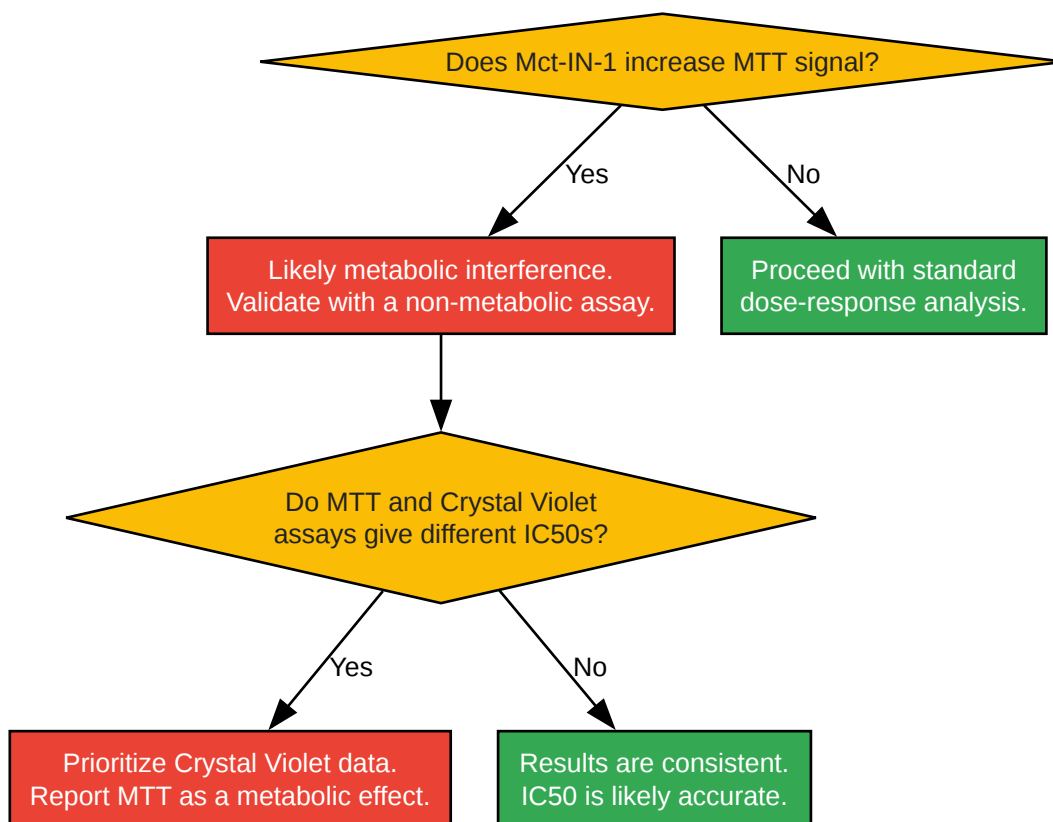 Does Mct-IN-1 increase MTT signal?
Yes
No
Likely metabolic interference.
Validate with a non-metabolic assay.
Proceed with standard
dose-response analysis.
Do MTT and Crystal Violet
assays give different IC50s?
Yes
No
Prioritize Crystal Violet data.
Report MTT as a metabolic effect.
Results are consistent.
IC50 is likely accurate.